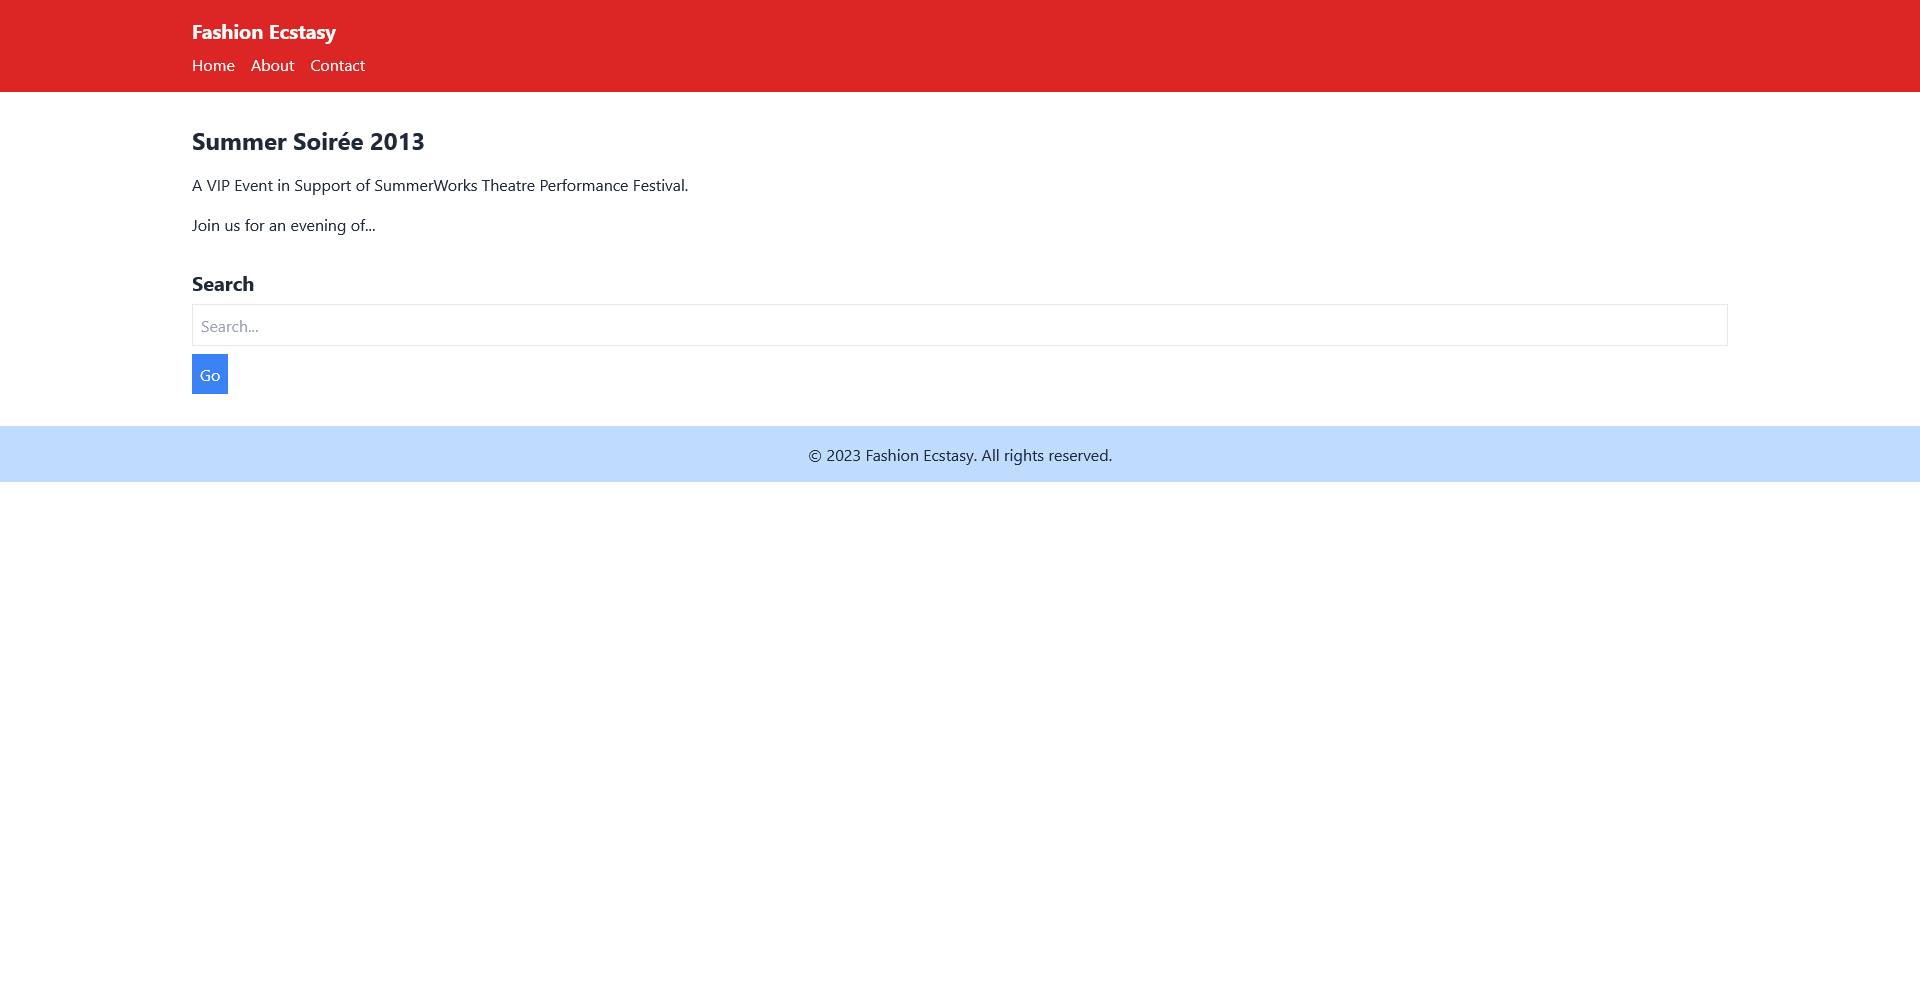 Fashion Ecstasy
Home About Contact
Summer Soirée 2013
A VIP Event in Support of SummerWorks Theatre Performance Festival.
Join us for an evening of...
Search
Search...
Go
© 2023 Fashion Ecstasy. All rights reserved.